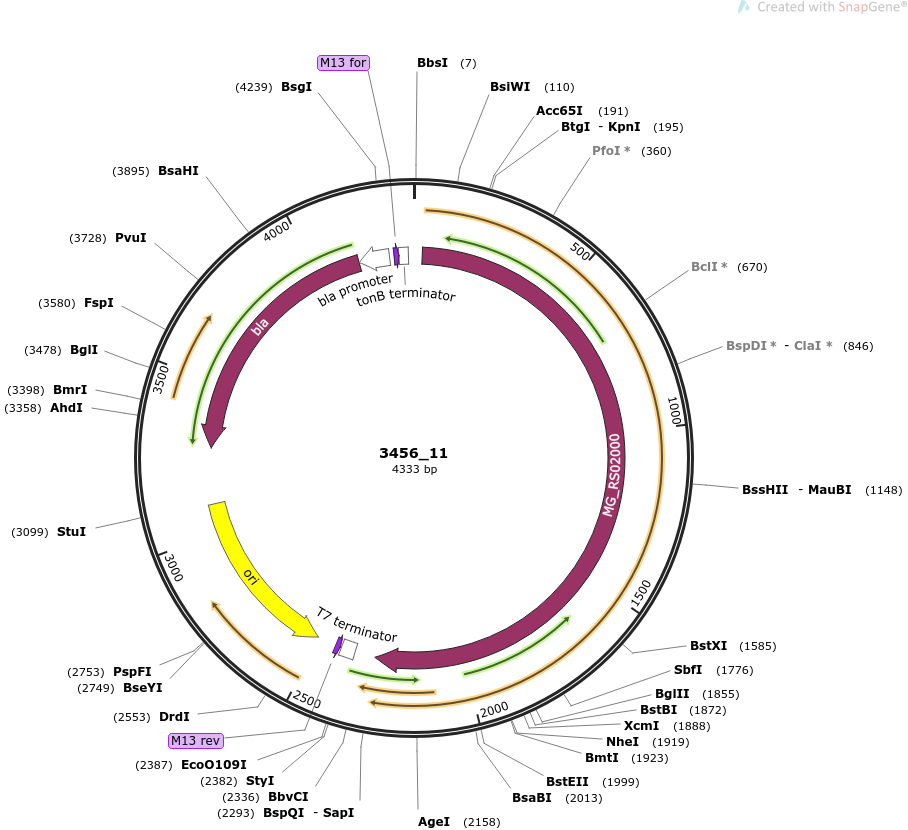 Created with SnapGene®
M13 for
BbsI (7)
(4239) BsgI
BsiWI (110)
Acc65I (191)
BtgI - KpnI (195)
PfoI * (360)
(3895) BsaHI
4000
(3728) PvuI
500
BclI * (670)
bla promoter
tonB terminator
(3580) FspI
bla
BspDI * - ClaI * (846)
(3478) BglI
3500
(3398) BmrI
(3358) AhdI
1000
3456_11
4333 bp
MG_RS02000
BssHII - MauBI (1148)
(3099) StuI
3000
ori
1500
T7 terminator
BstXI (1585)
(2753) PspFI
SbfI (1776)
(2749) BseYI
BglII (1855)
2500
BstBI (1872)
2000
(2553) DrdI
XcmI (1888)
M13 rev
NheI (1919)
BmtI (1923)
(2387) EcoO109I
(2382) StyI
BstEII (1999)
(2336) BbvCI
BsaBI (2013)
(2293) BspQI - SapI
AgeI (2158)